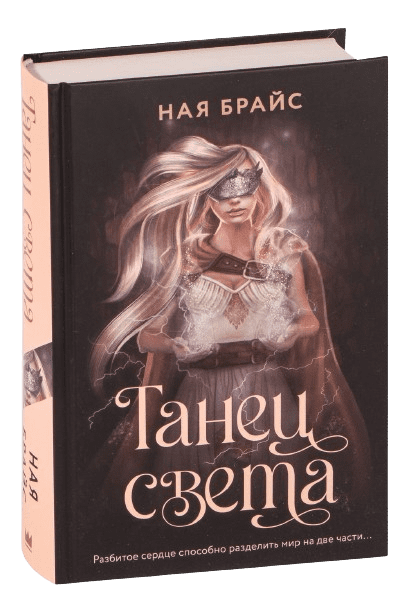 НАЯ БРАЙС
Танец
света
Разбитое сердце способно разделить мир на две части...
Танец света
НАЯ
БРАЙС